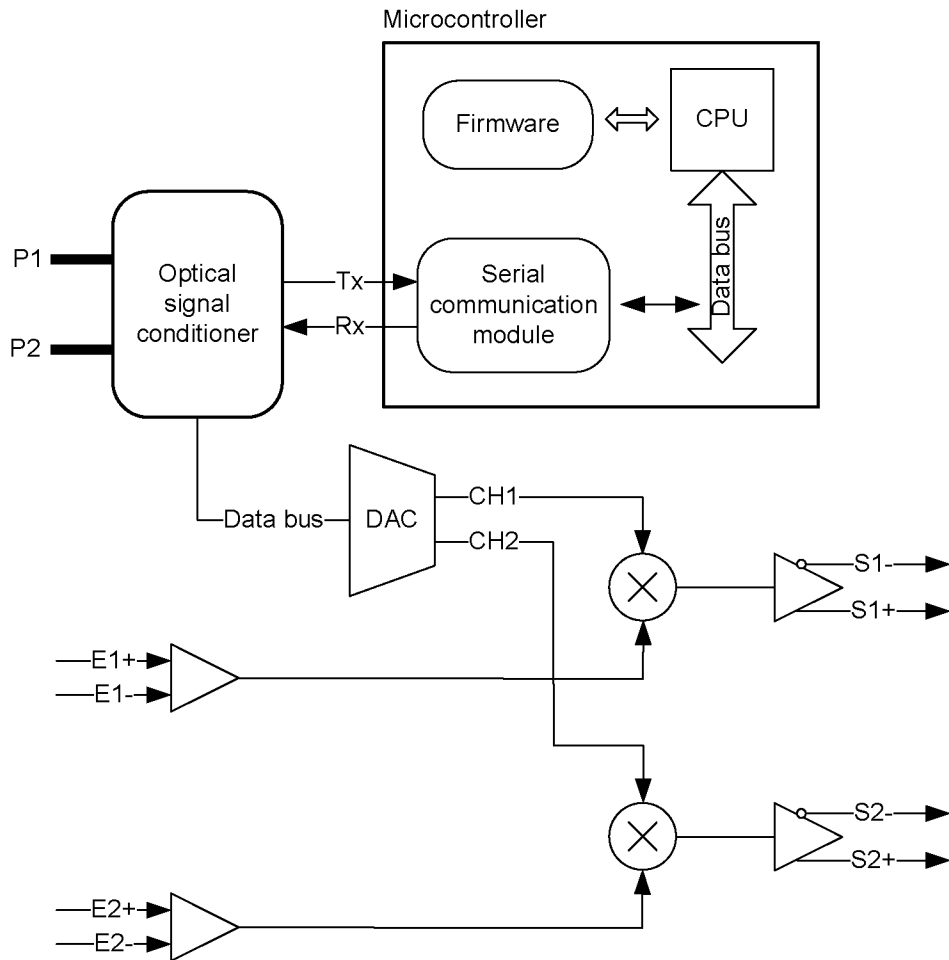 Microcontroller
Firmware
CPU
P1
P2
Optical
signal
conditioner
Tx
Rx
Serial
communication
module
Data bus
Data bus
DAC
CH1
CH2
S1-
S1+
E1+
E1-
S2-
S2+
E2+
E2-